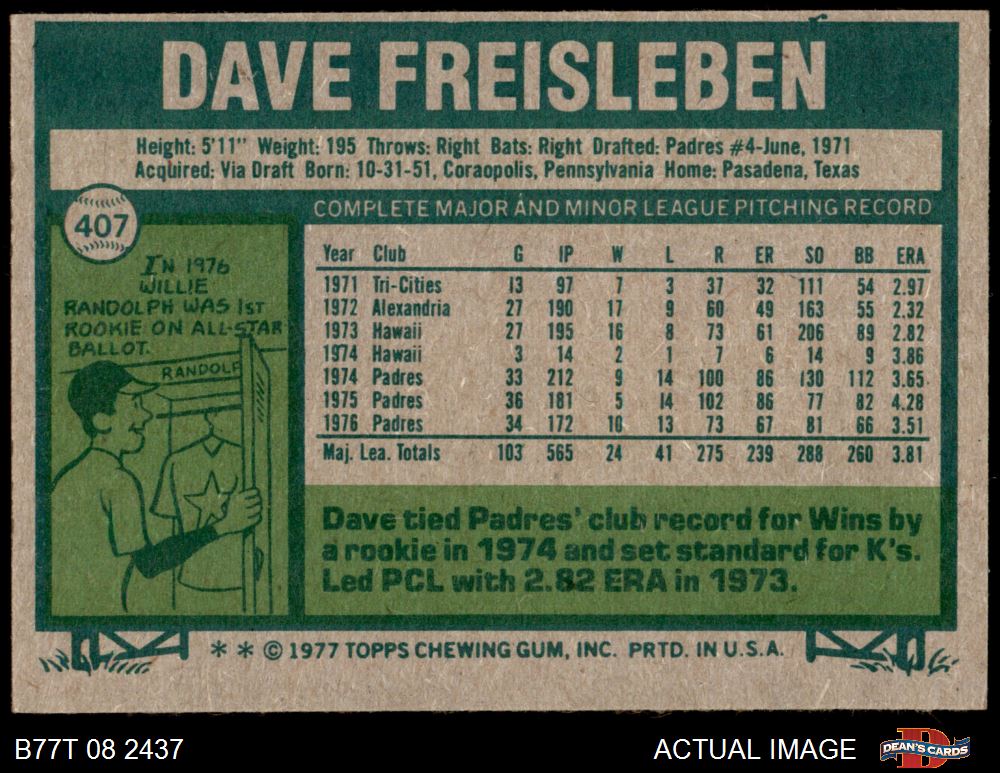 DAVE FREISLEBEN
Height: 5'11" Weight: 195 Throws: Right Bats: Right Drafted: Padres #4-June, 1971
Acquired: Via Draft Born: 10-31-51, Coraopolis, Pennsylvania Home: Pasadena, Texas
407
IN 1976
WILLIE
RANDOLPH WAS 1ST
ROOKIE ON ALL-STAR
BALLOT.
RANDOLP
COMPLETE MAJOR AND MINOR LEAGUE PITCHING RECORD
Year Club G IP W L R ER SO BB ERA
1971 Tri-Cities 13 97 7 3 37 32 111 54 2.97
1972 Alexandria 27 190 17 9 60 49 163 55 2.32
1973 Hawaii 27 195 16 8 73 61 206 89 2.82
1974 Hawaii 3 14 2 1 7 6 14 9 3.86
1974 Padres 33 212 9 14 100 86 130 112 3.65
1975 Padres 36 181 5 14 102 86 77 82 4.28
1976 Padres 34 172 10 13 73 67 81 66 3.51
Maj. Lea. Totals 103 565 24 41 275 239 288 260 3.81
Dave tied Padres' club record for Wins by
a rookie in 1974 and set standard for K's.
Led PCL with 2.82 ERA in 1973.
* * © 1977 TOPPS CHEWING GUM, INC. PRTD. IN U.S.A.
B77T 08 2437 ACTUAL IMAGE
DEAN'S CARDS